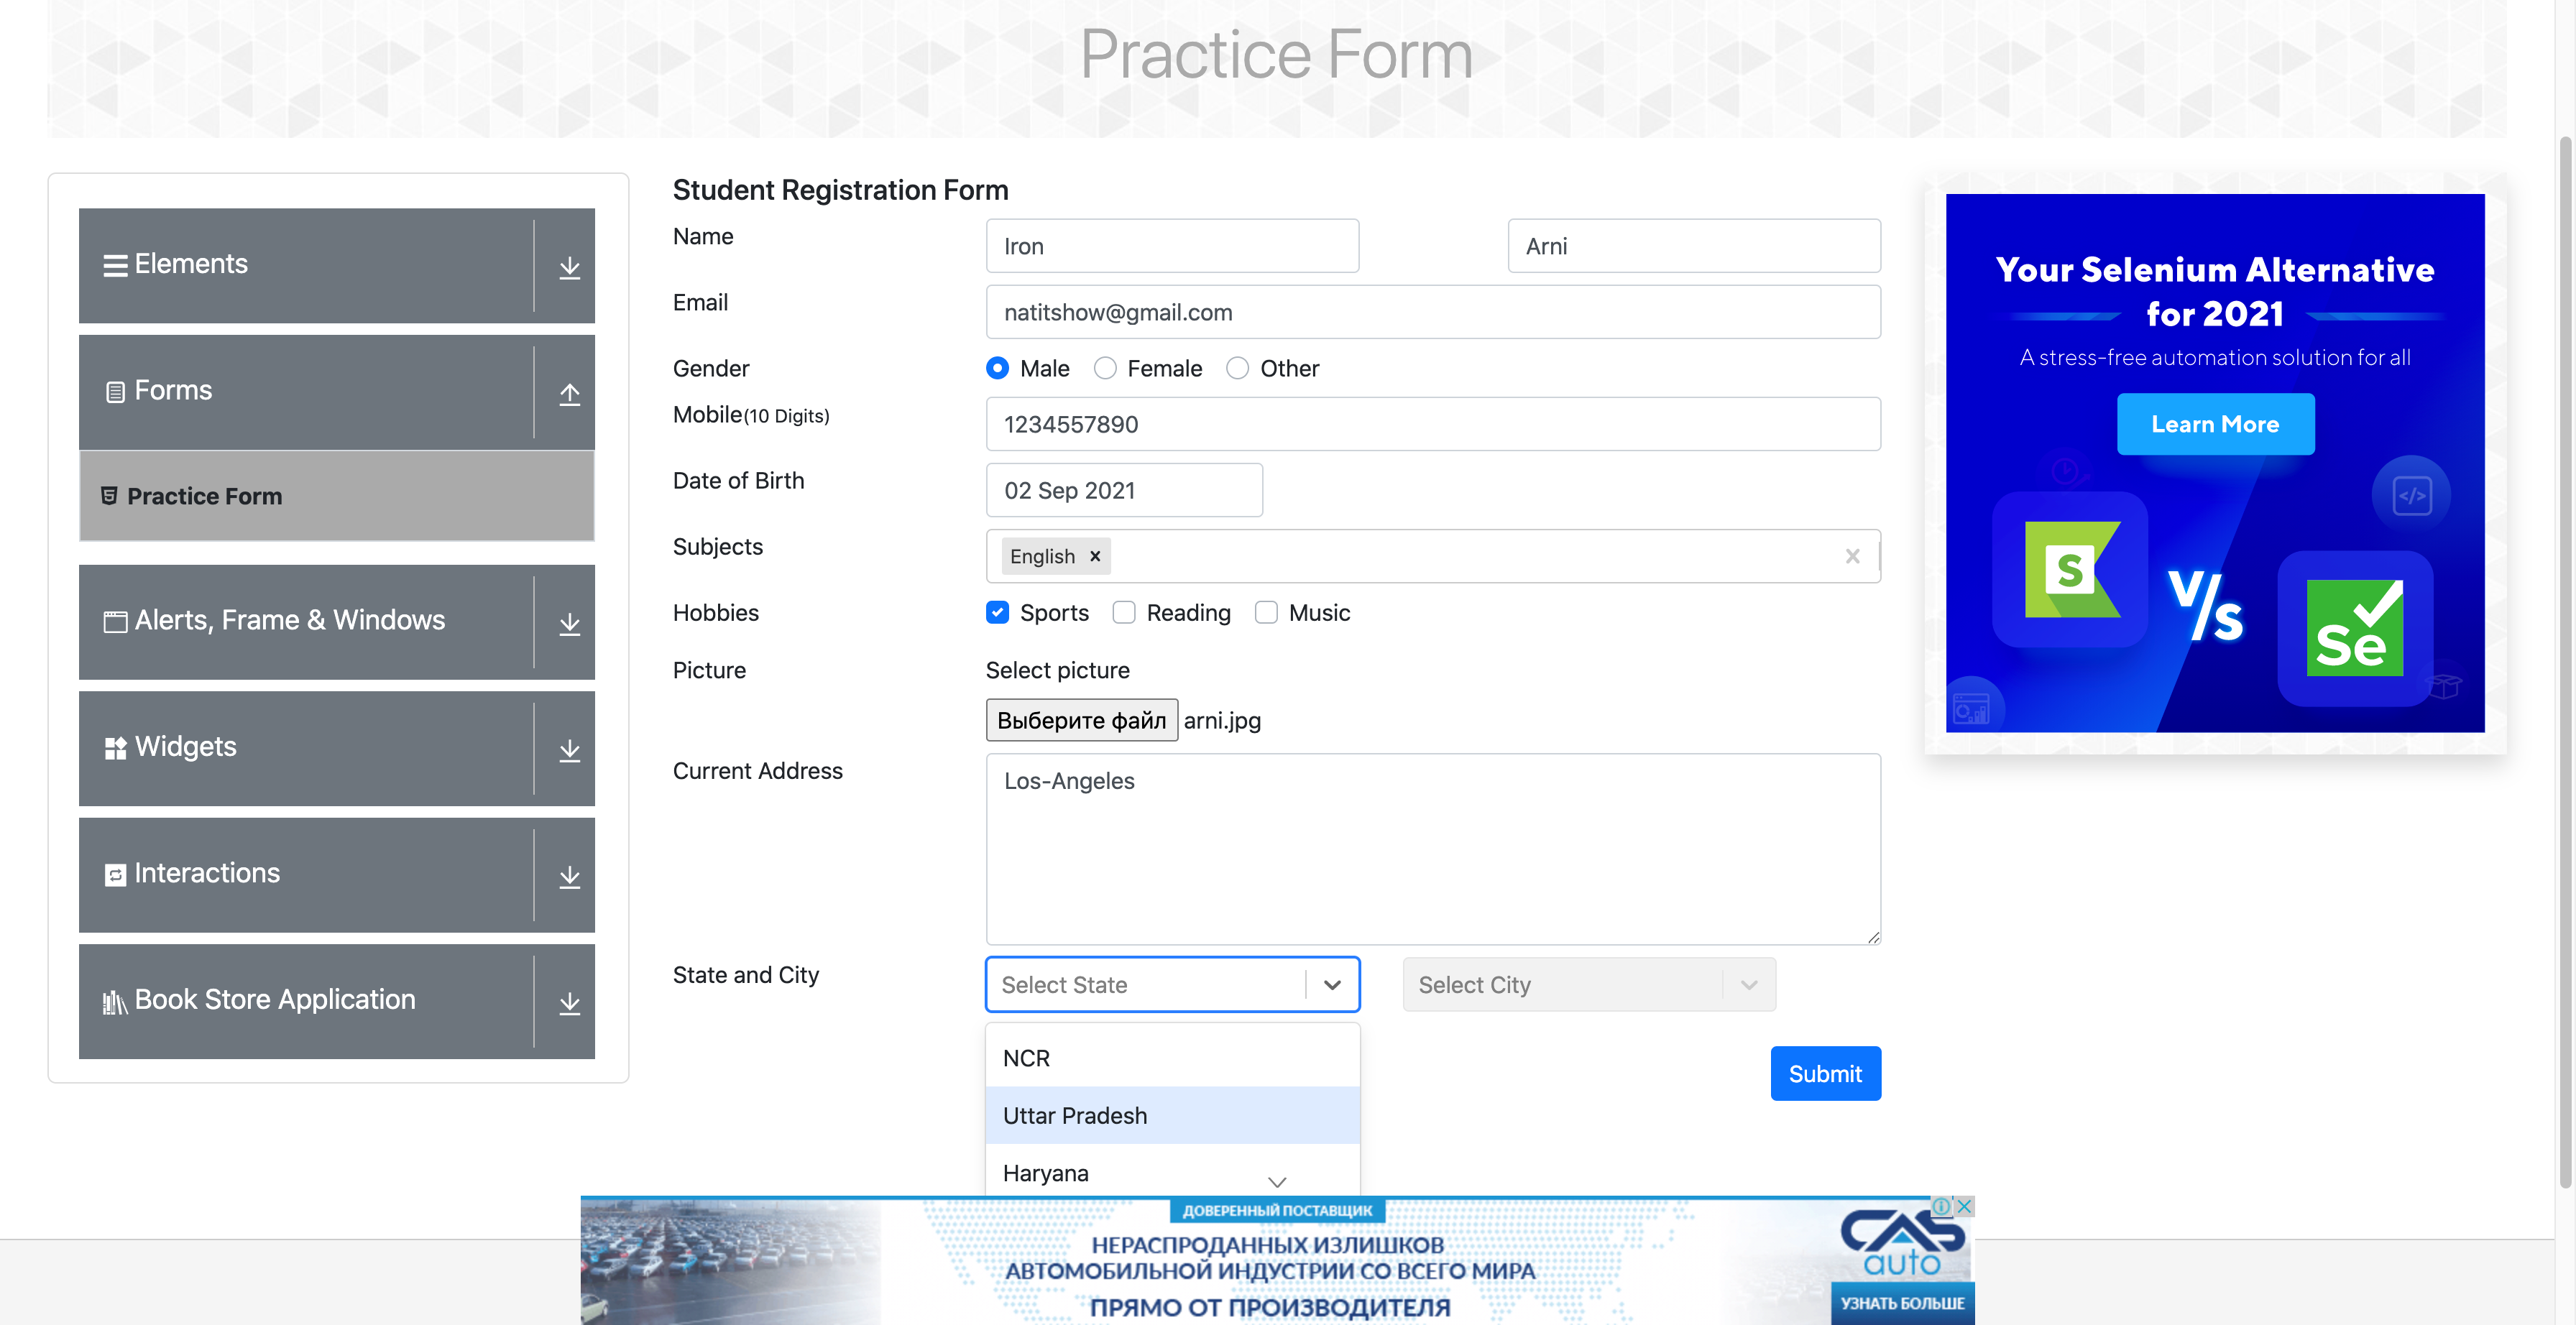 Practice Form
Elements
Forms
Practice Form
Alerts, Frame & Windows
Widgets
Interactions
Book Store Application
Student Registration Form
Name
Iron
Arni
Email
natitshow@gmail.com
Gender
Male
Female
Other
Mobile(10 Digits)
1234557890
Date of Birth
02 Sep 2021
Subjects
English
Hobbies
Sports
Reading
Music
Picture
Select picture
Выберите файл arni.jpg
Current Address
Los-Angeles
State and City
Select State
Select City
NCR
Uttar Pradesh
Haryana
Submit
Your Selenium Alternative
for 2021
A stress-free automation solution for all
Learn More
</>
S
V/s
Se
ДОВЕРЕННЫЙ ПОСТАВЩИК
НЕРАСПРОДАННЫХ ИЗЛИШКОВ
АВТОМОБИЛЬНОЙ ИНДУСТРИИ СО ВСЕГО МИРА
ПРЯМО ОТ ПРОИЗВОДИТЕЛЯ
CAS
auto
УЗНАТЬ БОЛЬШЕ